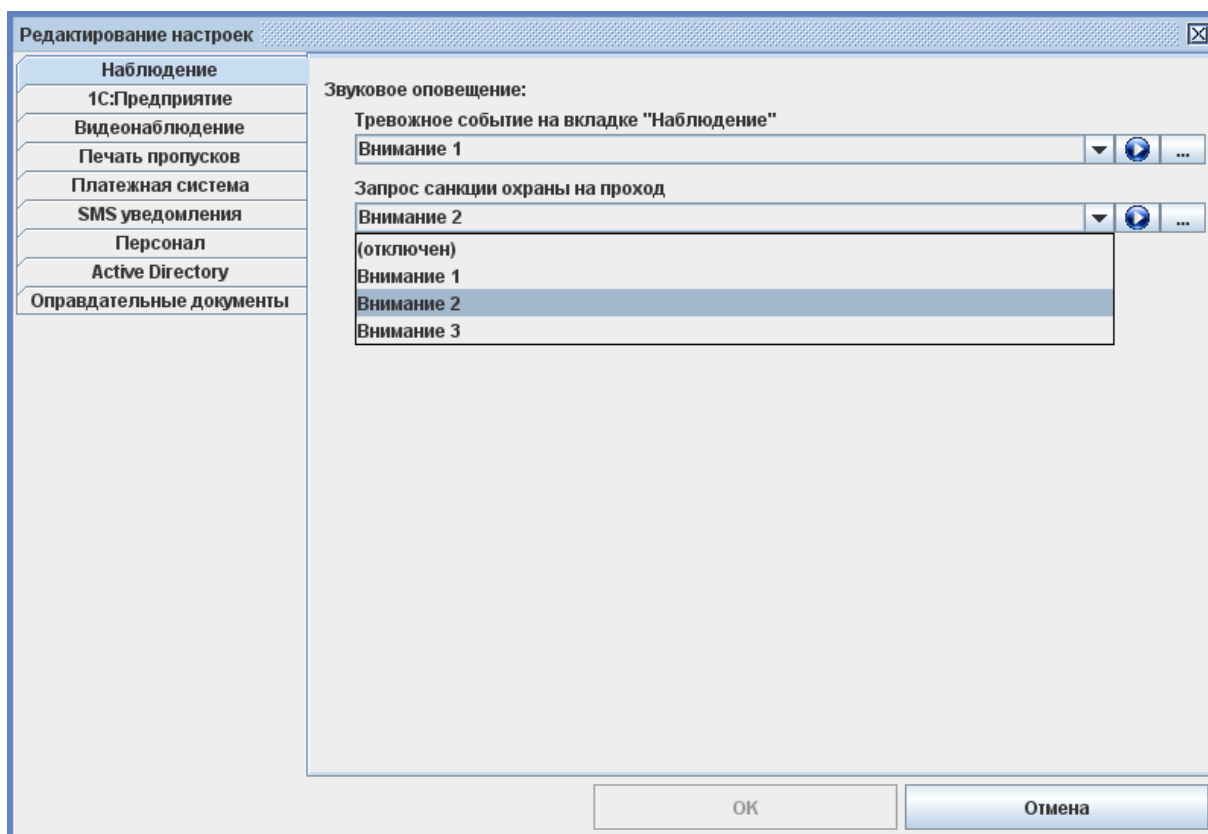 Редактирование настроек
Наблюдение
1С:Предприятие
Видеонаблюдение
Печать пропусков
Платежная система
SMS уведомления
Персонал
Active Directory
Оправдательные документы
Звуковое оповещение:
Тревожное событие на вкладке "Наблюдение"
Внимание 1
...
Запрос санкции охраны на проход
Внимание 2
...
(отключен)
Внимание 1
Внимание 2
Внимание 3
ОК
Отмена